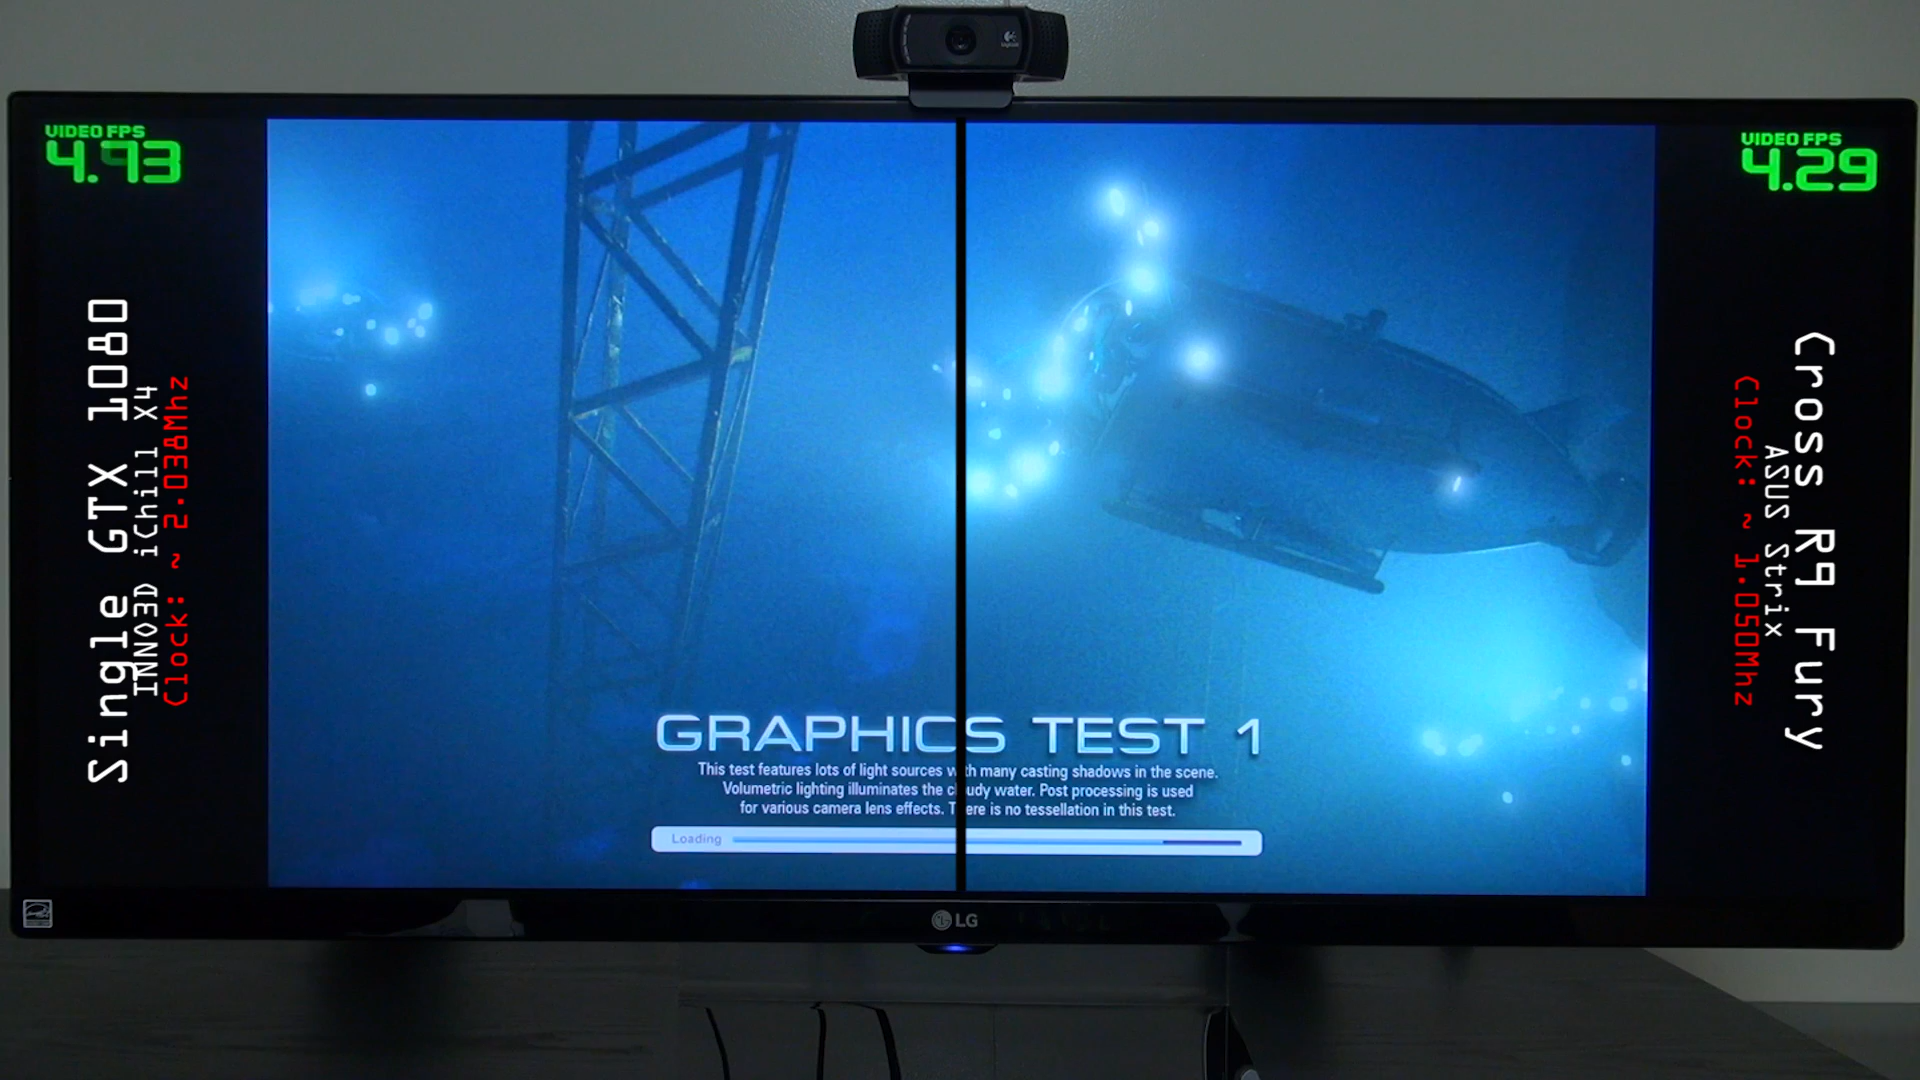 VIDEO FPS
4.73
Single GTX 1080
INNO3D iChill X4
Clock: ~ 2.038Mhz
VIDEO FPS
4.29
Cross R9 Fury
ASUS Strix
Clock: ~ 1.050Mhz
GRAPHICS TEST 1
This test features lots of light sources with many casting shadows in the scene.
Volumetric lighting illuminates the cloudy water. Post processing is used
for various camera lens effects. There is no tessellation in this test.
Loading
LG